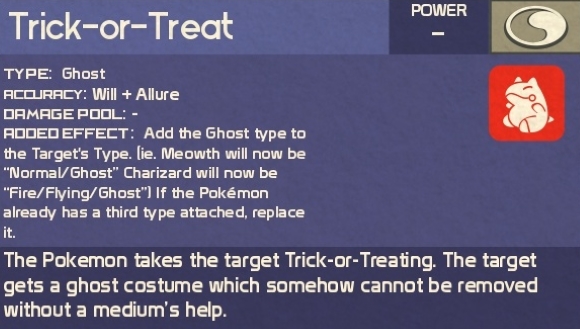 Trick-or-Treat
POWER
–
TYPE: Ghost
ACCURACY: Will + Allure
DAMAGE POOL: -
ADDED EFFECT: Add the Ghost type to
the Target's Type. (ie. Meowth will now be
"Normal/Ghost" Charizard will now be
"Fire/Flying/Ghost") If the Pokémon
already has a third type attached, replace
it.
The Pokemon takes the target Trick-or-Treating. The target
gets a ghost costume which somehow cannot be removed
without a medium's help.